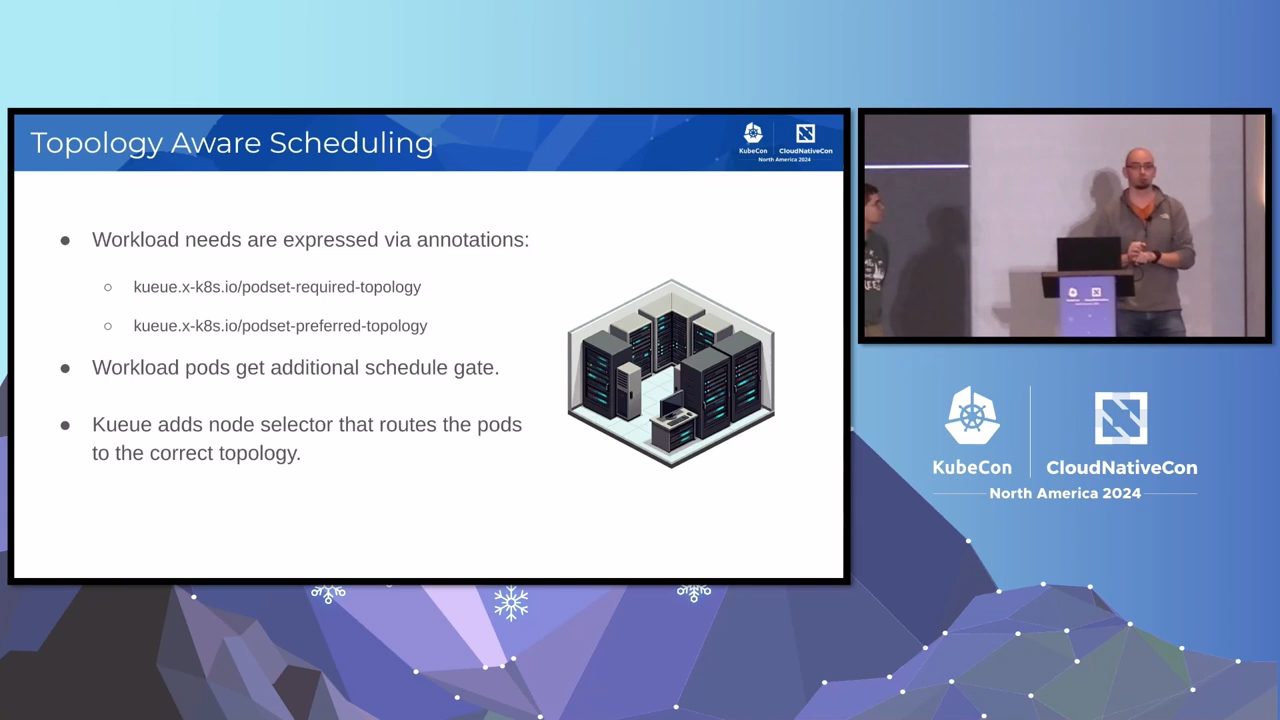 Topology Aware Scheduling
KubeCon
CloudNativeCon
North America 2024
● Workload needs are expressed via annotations:
○ kueue.x-k8s.io/podset-required-topology
○ kueue.x-k8s.io/podset-preferred-topology
● Workload pods get additional schedule gate.
● Kueue adds node selector that routes the pods
to the correct topology.
KubeCon
CloudNativeCon
North America 2024